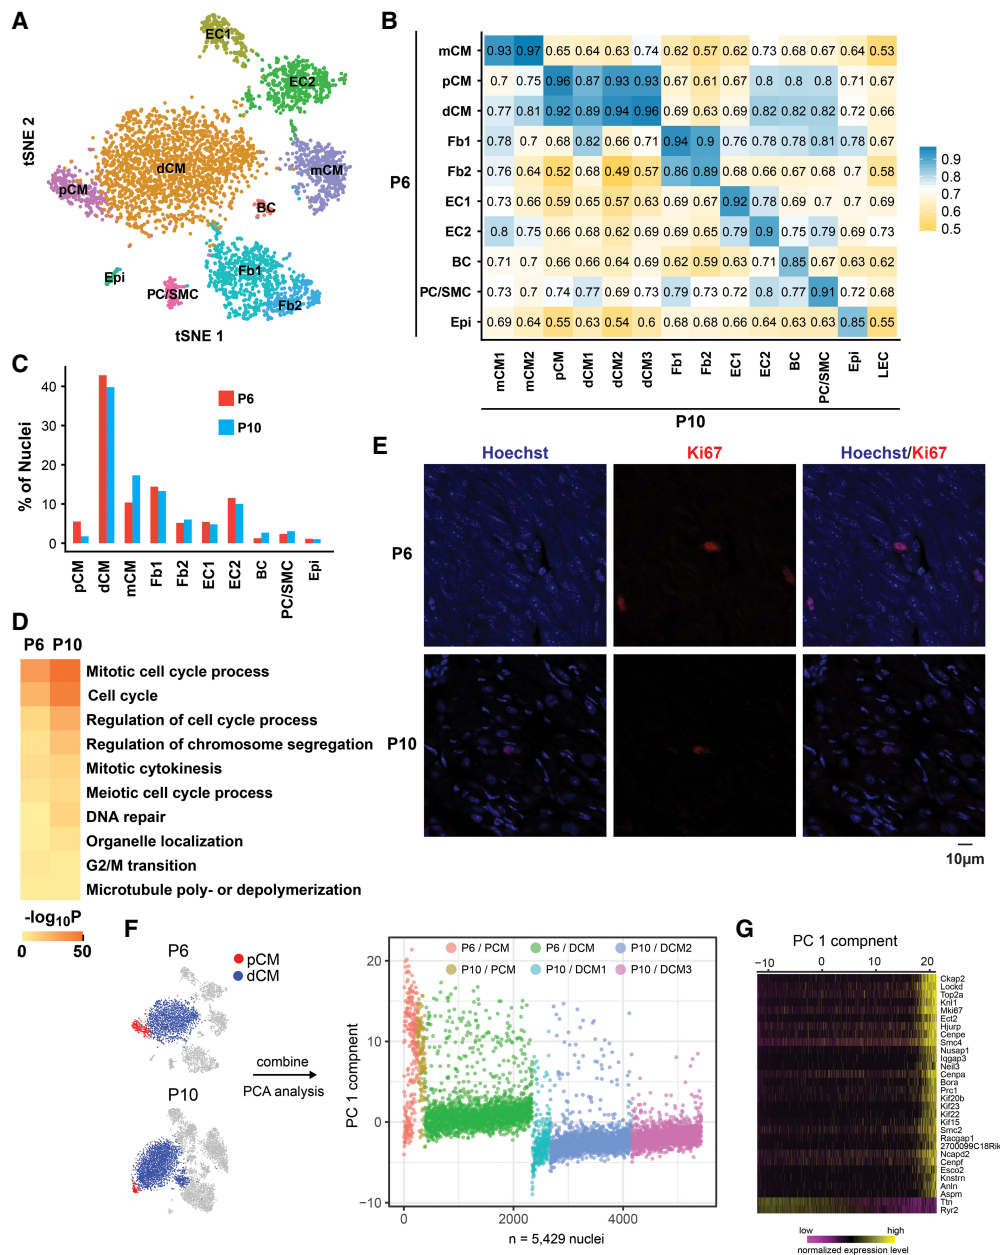 A
EC1
EC2
dCM
mCM
pCM
BC
Epi
Fb1
PC/SMC
Fb2
tSNE 2
tSNE 1
B
P6
mCM 0.93 0.97 0.65 0.64 0.63 0.74 0.62 0.57 0.62 0.73 0.68 0.67 0.64 0.53
pCM 0.7 0.75 0.96 0.87 0.93 0.93 0.67 0.61 0.67 0.8 0.8 0.8 0.71 0.67
dCM 0.77 0.81 0.92 0.89 0.94 0.96 0.69 0.63 0.69 0.82 0.82 0.82 0.72 0.66
Fb1 0.78 0.7 0.68 0.82 0.66 0.71 0.94 0.9 0.76 0.78 0.78 0.81 0.78 0.67
Fb2 0.76 0.64 0.52 0.68 0.49 0.57 0.86 0.89 0.68 0.66 0.67 0.68 0.7 0.58
EC1 0.73 0.66 0.59 0.65 0.57 0.63 0.69 0.67 0.92 0.78 0.69 0.7 0.7 0.69
EC2 0.8 0.75 0.66 0.68 0.62 0.69 0.69 0.65 0.79 0.9 0.75 0.79 0.69 0.73
BC 0.71 0.7 0.66 0.66 0.64 0.69 0.62 0.59 0.63 0.71 0.85 0.67 0.63 0.62
PC/SMC 0.73 0.7 0.74 0.77 0.69 0.73 0.79 0.73 0.72 0.8 0.77 0.91 0.72 0.68
Epi 0.69 0.64 0.55 0.63 0.54 0.6 0.68 0.68 0.66 0.64 0.63 0.63 0.85 0.55
mCM1 mCM2 pCM dCM1 dCM2 dCM3 Fb1 Fb2 EC1 EC2 BC PC/SMC Epi LEC
P10
0.9
0.8
0.7
0.6
0.5
C
% of Nuclei
40
30
20
10
0
P6
P10
pCM dCM mCM Fb1 Fb2 EC1 EC2 BC PC/SMC Epi
D
P6 P10
Mitotic cell cycle process
Cell cycle
Regulation of cell cycle process
Regulation of chromosome segregation
Mitotic cytokinesis
Meiotic cell cycle process
DNA repair
Organelle localization
G2/M transition
Microtubule poly- or depolymerization
-log10P
0 50
E
Hoechst Ki67 Hoechst/Ki67
P6
P10
10μm
F
P6
pCM
dCM
P10
combine
PCA analysis
PC 1 compnent
20
10
0
−10
P6 / PCM P6 / DCM P10 / DCM2
P10 / PCM P10 / DCM1 P10 / DCM3
0 2000 4000
n = 5,429 nuclei
G
PC 1 compnent
−10 0 10 20
Ckap2
Lockd
Top2a
Knl1
Mki67
Ect2
Hjurp
Cenpe
Smc4
Nusap1
Iqgap3
Neil3
Cenpa
Bora
Prc1
Kif20b
Kif23
Kif22
Kif15
Smc2
Racgap1
2700099C18Rik
Ncapd2
Cenpf
Esco2
Knstrn
Anln
Aspm
Ttn
Ryr2
low high
normalized expression level